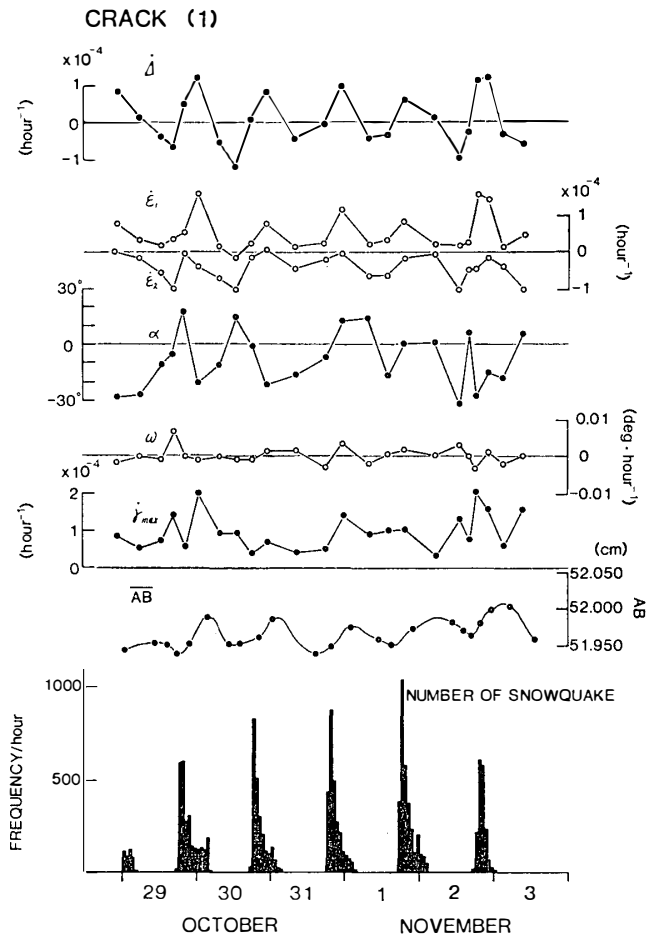 CRACK (1)
×10⁻⁴
Δ̇
1
0
-1
(hour⁻¹)
ε̇₁
×10⁻⁴
1
0
-1
(hour⁻¹)
ε̇₂
30°
α
0
-30°
ω
0.01
0
-0.01
(deg·hour⁻¹)
×10⁻⁴
γ̇max
2
1
0
(hour⁻¹)
(cm)
AB
52.050
52.000
51.950
AB
1000
500
FREQUENCY/hour
NUMBER OF SNOWQUAKE
29 30 31 1 2 3
OCTOBER NOVEMBER